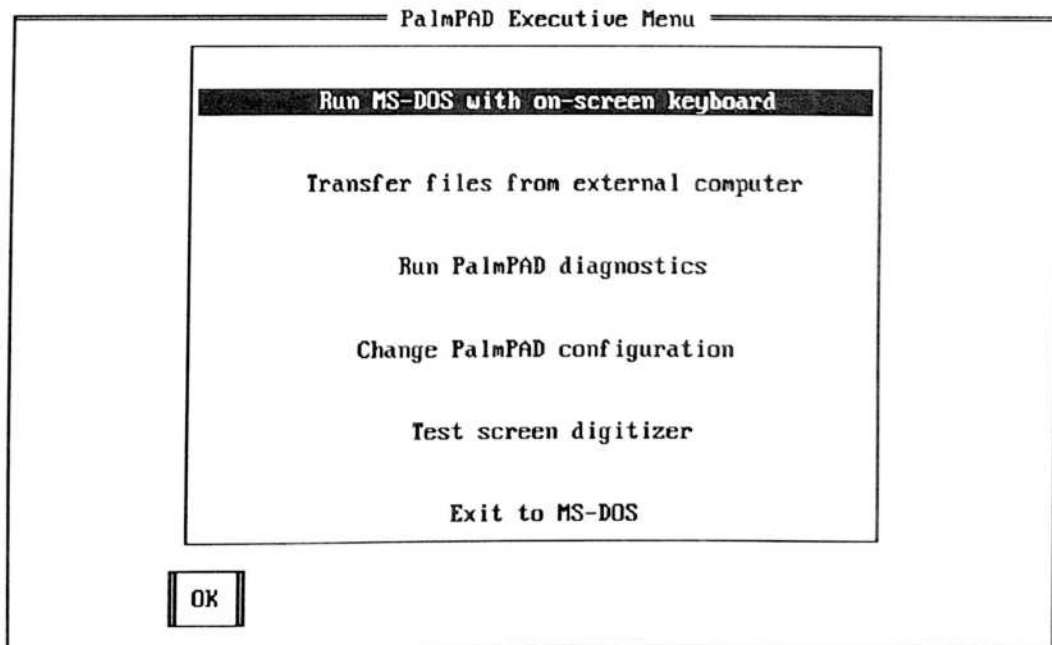 PalmPAD Executive Menu
Run MS-DOS with on-screen keyboard
Transfer files from external computer
Run PalmPAD diagnostics
Change PalmPAD configuration
Test screen digitizer
Exit to MS-DOS
OK